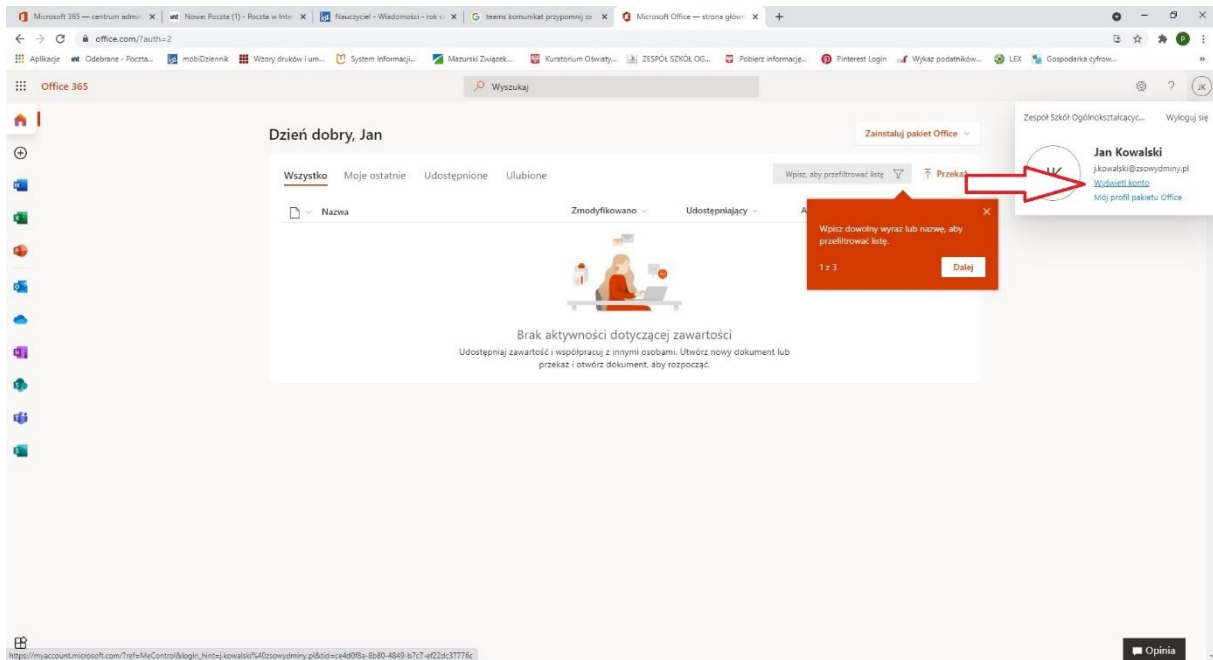 Microsoft 365 — centrum admin
Nowe: Poczta (1) - Poczta w Inte
Nauczyciel - Wiadomości - rok s
teams komunikat przypomnij za
Microsoft Office — strona główn
office.com/?auth=2
Aplikacje
Odebrane - Poczta...
mobiDziennik
Wzory druków i um...
System Informacji...
Mazurski Związek...
Kuratorium Oświaty...
ZESPÓŁ SZKÓŁ OG...
Pobierz informację...
Pinterest Login
Wykaz podatników...
LEX
Gospodarka cyfrow...
Office 365
Wyszukaj
JK
Zespół Szkół Ogólnokształcącyc...
Wyloguj się
Jan Kowalski
j.kowalski@zsowydminy.pl
Wyświetl konto
Mój profil pakietu Office
Dzień dobry, Jan
Zainstaluj pakiet Office
Wszystko
Moje ostatnie
Udostępnione
Ulubione
Wpisz, aby przefiltrować listę
Przekaż
Nazwa
Zmodyfikowano
Udostępniający
Wpisz dowolny wyraz lub nazwę, aby
przefiltrować listę.
1 z 3
Dalej
Brak aktywności dotyczącej zawartości
Udostępniaj zawartość i współpracuj z innymi osobami. Utwórz nowy dokument lub
przekaż i otwórz dokument, aby rozpocząć.
https://myaccount.microsoft.com/?ref=MeControl&login_hint=j.kowalski%40zsowydminy.pl&tid=ce4d0f8a-8b80-4849-b7c7-ef22dc37776c
Opinia